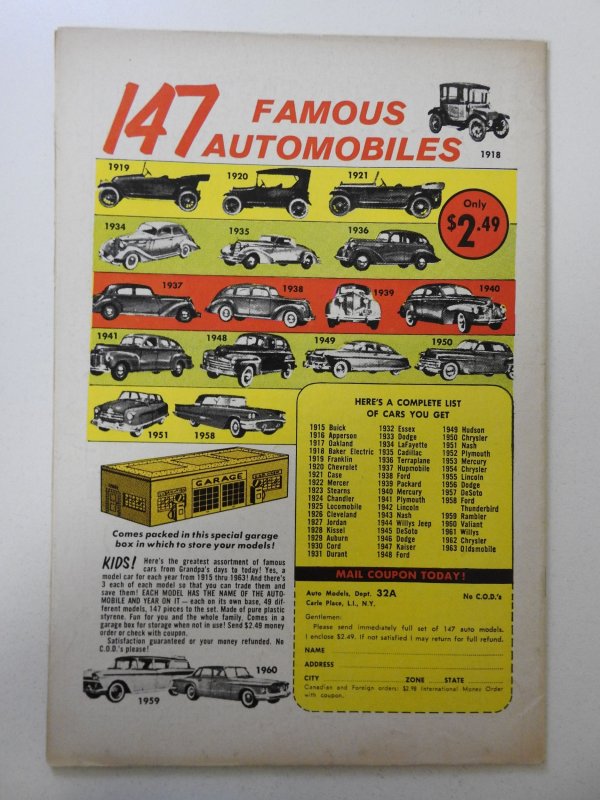 147 FAMOUS
AUTOMOBILES
1918
1919
1920
1921
Only
$2.49
1934
1935
1936
1937
1938
1939
1940
1941
1948
1949
1950
1951
1958
GARAGE
Comes packed in this special garage
box in which to store your models!
KIDS! Here's the greatest assortment of famous
cars from Grandpa's days to today! Yes, a
model car for each year from 1915 thru 1963! And there's
3 each of each model so that you can trade them and
save them! EACH MODEL HAS THE NAME OF THE AUTO-
MOBILE AND YEAR ON IT — each on its own base, 49 dif-
ferent models, 147 pieces to the set. Made of pure plastic
styrene. Fun for you and the whole family. Comes in a
garage box for storage when not in use! Send $2.49 money
order or check with coupon.
Satisfaction guaranteed or your money refunded. No
C.O.D.'s please!
1959
1960
HERE'S A COMPLETE LIST
OF CARS YOU GET
1915 Buick
1916 Apperson
1917 Oakland
1918 Baker Electric
1919 Franklin
1920 Chevrolet
1921 Case
1922 Mercer
1923 Stearns
1924 Chandler
1925 Locomobile
1926 Cleveland
1927 Jordan
1928 Kissel
1928 Auburn
1930 Cord
1931 Durant
1932 Essex
1933 Dodge
1934 LaFayette
1935 Cadillac
1936 Terraplane
1937 Hupmobile
1938 Ford
1939 Packard
1940 Mercury
1941 Plymouth
1942 Lincoln
1943 Nash
1944 Willys Jeep
1945 DeSoto
1946 Dodge
1947 Kaiser
1948 Ford
1949 Hudson
1950 Chrysler
1951 Nash
1952 Plymouth
1953 Mercury
1954 Chrysler
1955 Lincoln
1956 Dodge
1957 DeSoto
1958 Ford
Thunderbird
1959 Rambler
1950 Valiant
1961 Willys
1962 Chrysler
1963 Oldsmobile
MAIL COUPON TODAY!
Auto Models, Dept. 32A No C.O.D.'s
Carle Place, L.I., N.Y.
Gentlemen:
Please send immediately full set of 147 auto models.
I enclose $2.49. If not satisfied I may return for full refund.
NAME
ADDRESS
CITY ZONE STATE
Canadian and Foreign orders: $2.98 International Money Order
with coupon.